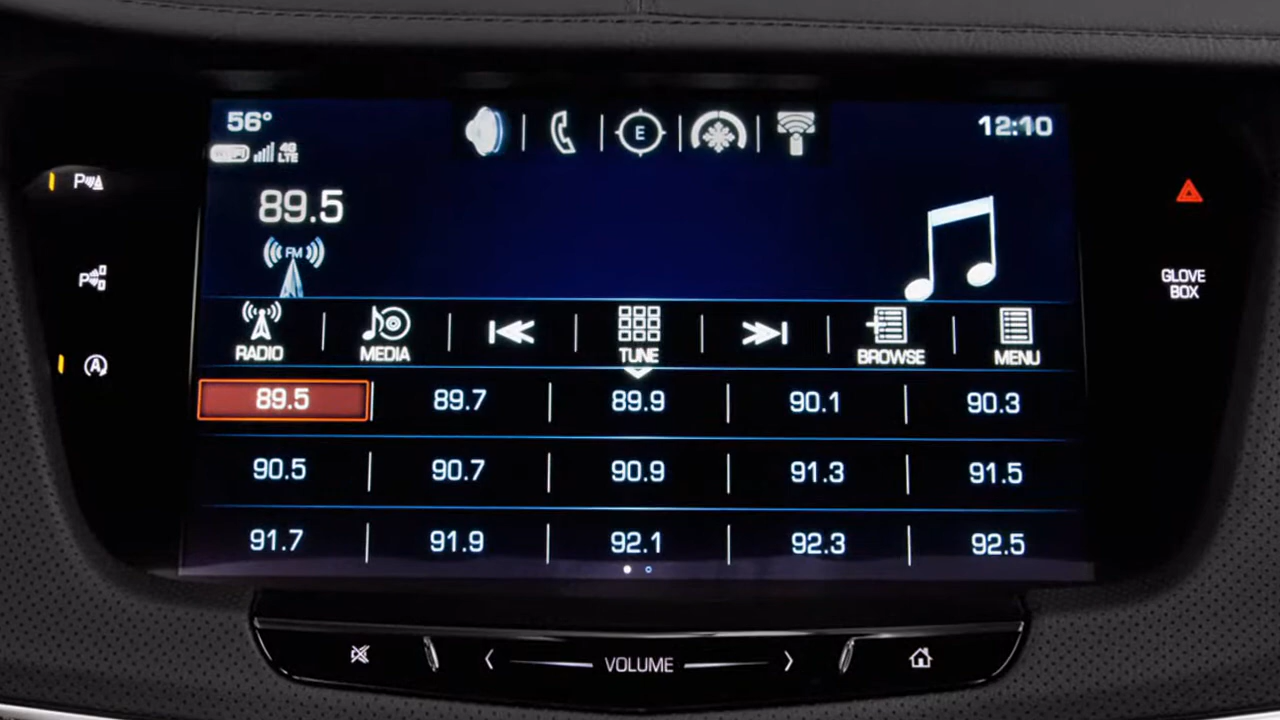 56°
12:10
4G
LTE
E
89.5
FM
RADIO
MEDIA
TUNE
BROWSE
MENU
89.5 89.7 89.9 90.1 90.3
90.5 90.7 90.9 91.3 91.5
91.7 91.9 92.1 92.3 92.5
P
P
A
GLOVE
BOX
VOLUME